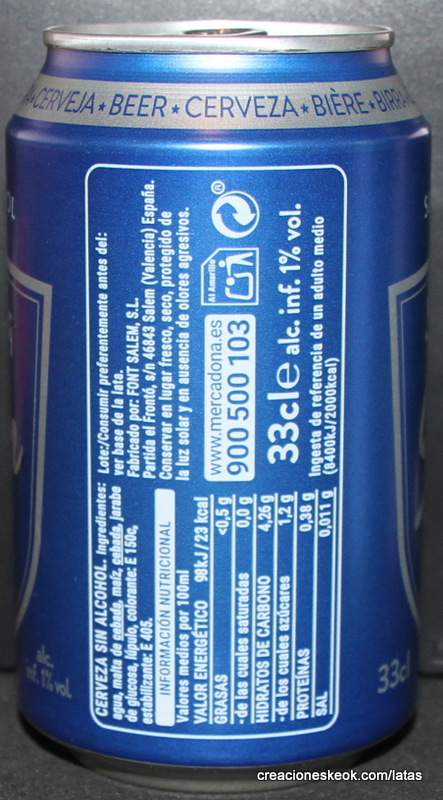 CERVEJA ★ BEER ★ CERVEZA ★ BIÈRE ★ BIRRA
CERVEZA SIN ALCOHOL. Ingredientes:
agua, malta de cebada, maíz, cebada, jarabe
de glucosa, lúpulo, colorante: E 150c,
estabilizante: E 405.
INFORMACIÓN NUTRICIONAL
Valores medios por 100ml
VALOR ENERGÉTICO 98kJ/23 kcal
GRASAS <0,5 g
-de las cuales saturadas 0,0 g
HIDRATOS DE CARBONO 4,26 g
-de los cuales azúcares 1,2 g
PROTEÍNAS 0,38 g
SAL 0,011 g
Lote:/Consumir preferentemente antes del:
ver base de la lata.
Fabricado por: FONT SALEM, S.L.
Partida el Frontó, s/n 46843 Salem (Valencia) España.
Conservar en lugar fresco, seco, protegido de
la luz solar y en ausencia de olores agresivos.
www.mercadona.es
900 500 103
Al Amarillo
®
33cl e alc. inf. 1% vol.
Ingesta de referencia de un adulto medio
(8400kJ/2000kcal)
alc.
inf. 1% vol.
33cl
creacioneskeok.com/latas